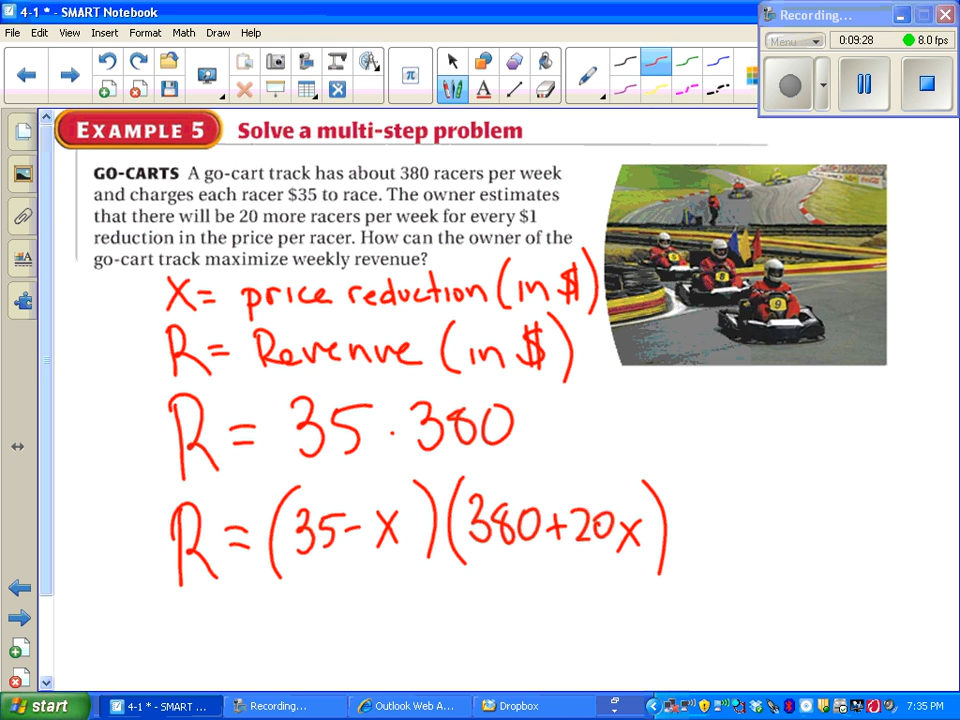 4-1 * - SMART Notebook
Recording...
File Edit View Insert Format Math Draw Help
Menu 0:09:28 8.0 fps
EXAMPLE 5 Solve a multi-step problem
GO-CARTS A go-cart track has about 380 racers per week
and charges each racer $35 to race. The owner estimates
that there will be 20 more racers per week for every $1
reduction in the price per racer. How can the owner of the
go-cart track maximize weekly revenue?
X = price reduction (in $)
R = Revenue (in $)
R = 35 · 380
R = (35 - x)(380 + 20x)
start 4-1 * - SMART ... Recording... Outlook Web A... Dropbox 7:35 PM